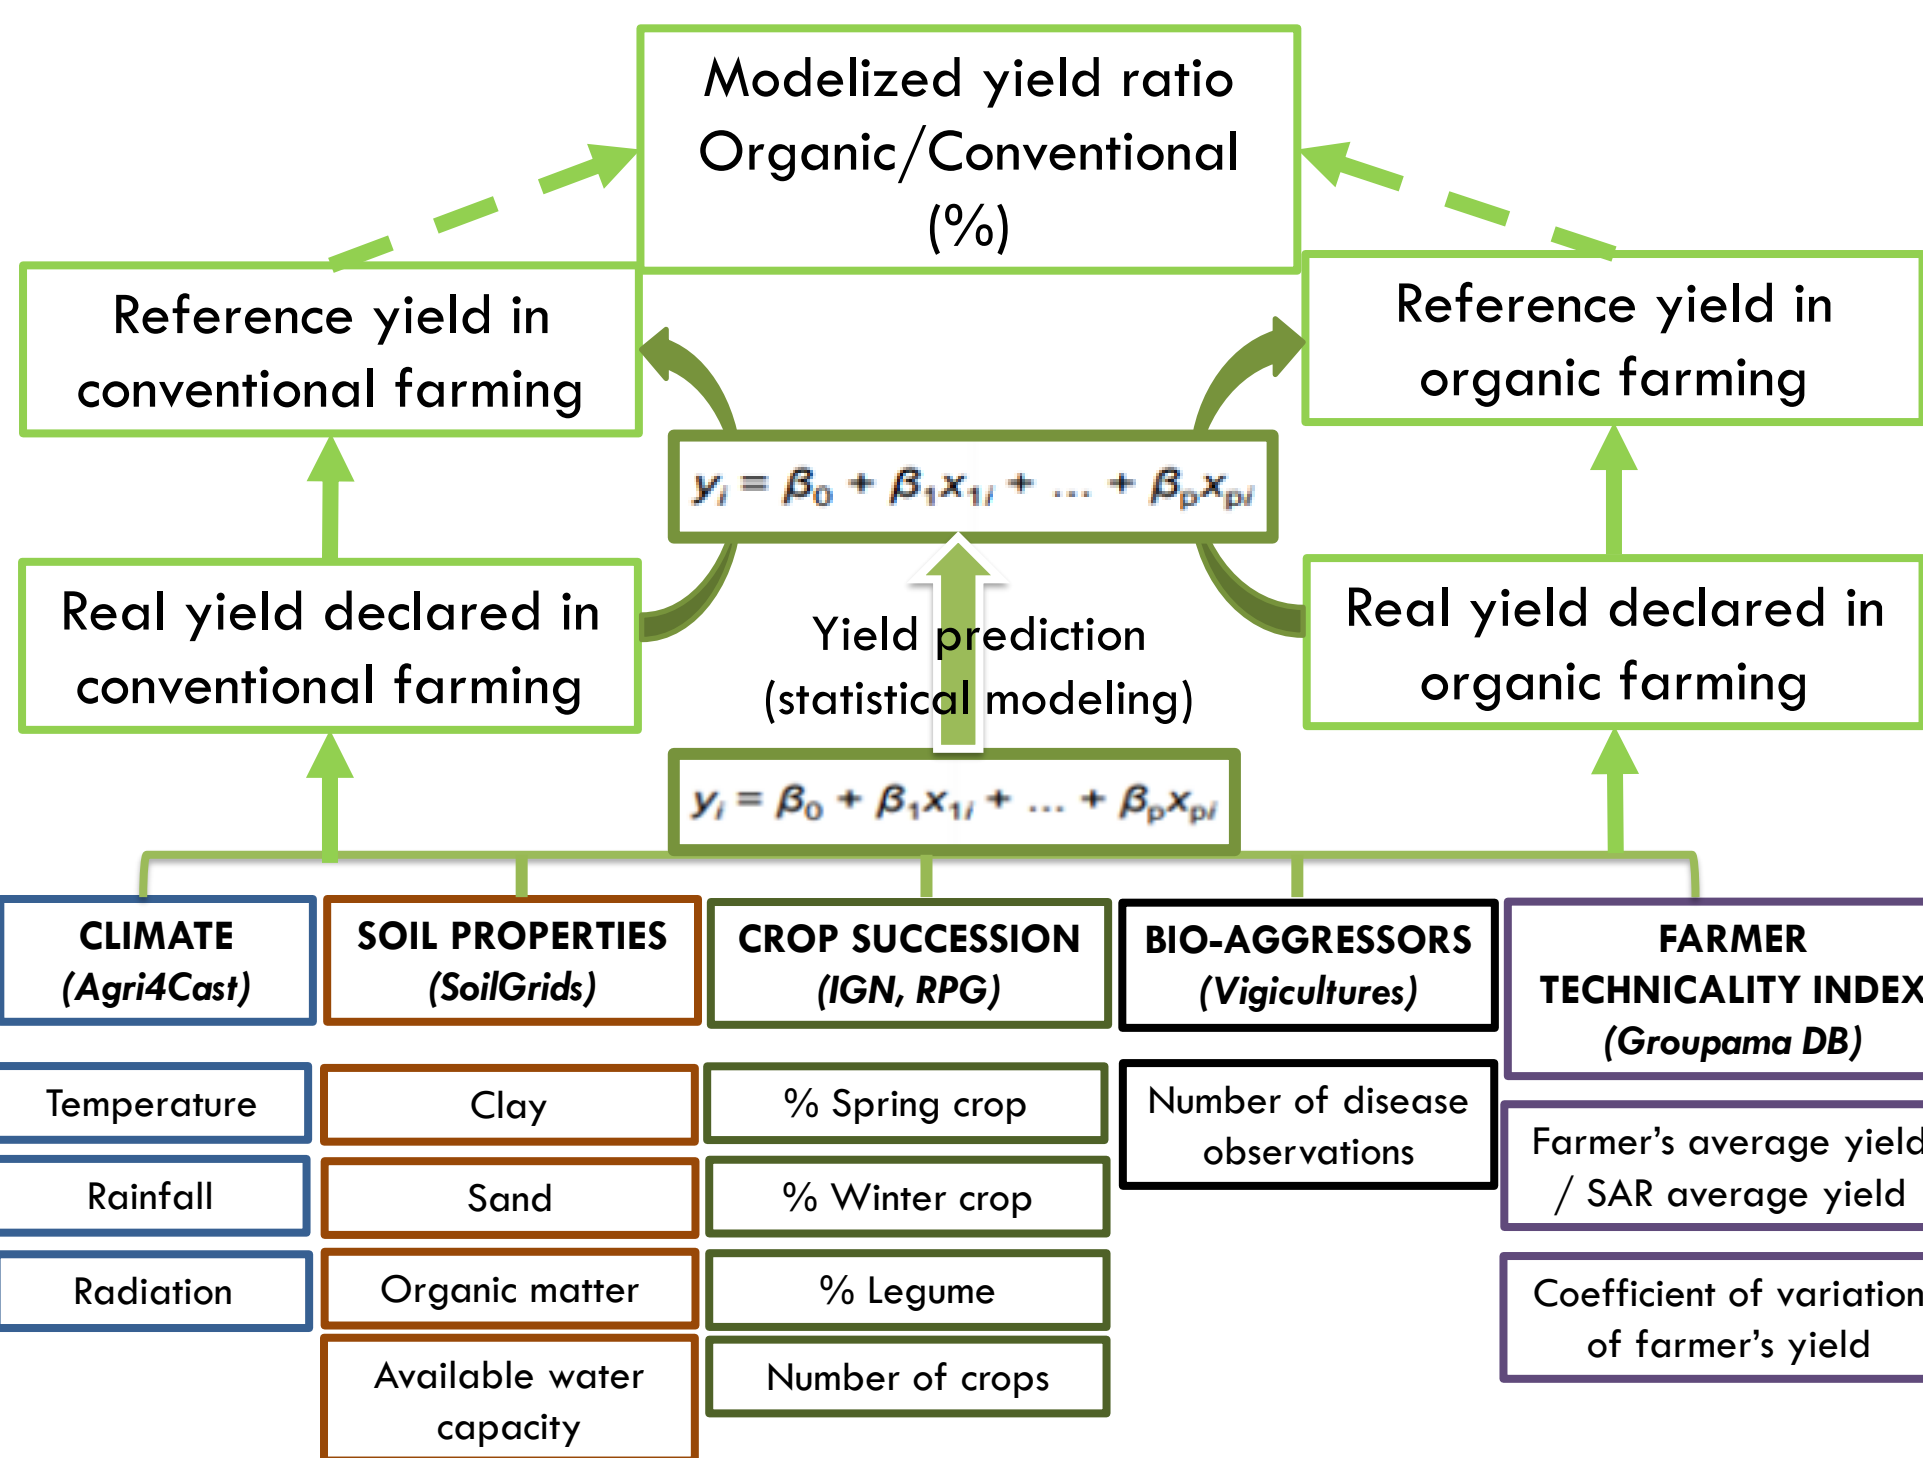 Modelized yield ratio
Organic/Conventional
(%)
Reference yield in
conventional farming
Reference yield in
organic farming
yᵢ = β₀ + β₁x₁ᵢ + ... + βₚxₚᵢ
Real yield declared in
conventional farming
Yield prediction
(statistical modeling)
Real yield declared in
organic farming
yᵢ = β₀ + β₁x₁ᵢ + ... + βₚxₚᵢ
CLIMATE
(Agri4Cast)
Temperature
Rainfall
Radiation
SOIL PROPERTIES
(SoilGrids)
Clay
Sand
Organic matter
Available water
capacity
CROP SUCCESSION
(IGN, RPG)
% Spring crop
% Winter crop
% Legume
Number of crops
BIO-AGGRESSORS
(Vigicultures)
Number of disease
observations
FARMER
TECHNICALITY INDEX
(Groupama DB)
Farmer's average yield
/ SAR average yield
Coefficient of variation
of farmer's yield